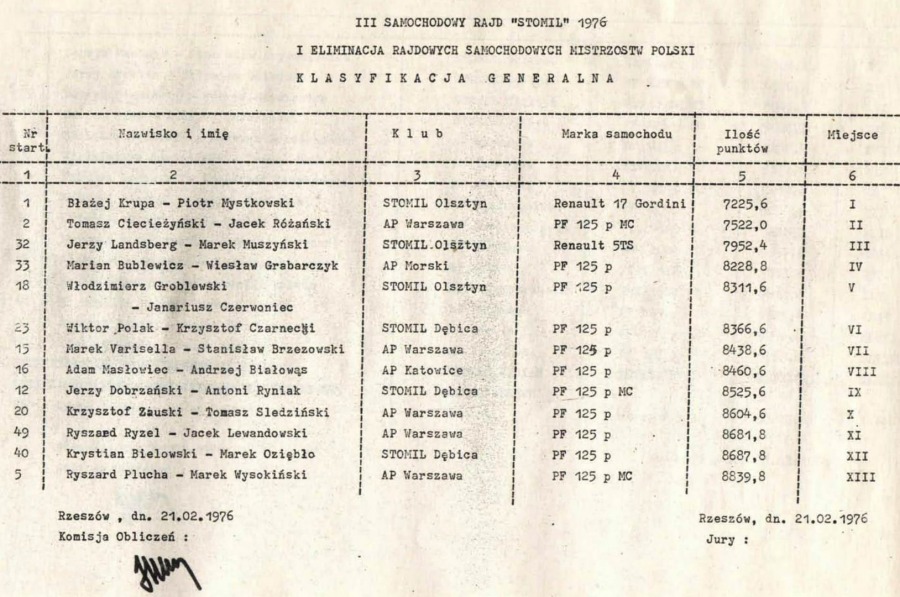 III SAMOCHODOWY RAJD "STOMIL" 1976
I ELIMINACJA RAJDOWYCH SAMOCHODOWYCH MISTRZOSTW POLSKI
K L A S Y F I K A C J A   G E N E R A L N A
Nr start. Nazwisko i imię K l u b Marka samochodu Ilość punktów Miejsce
1 2 3 4 5 6
1 Błażej Krupa - Piotr Mystkowski STOMIL Olsztyn Renault 17 Gordini 7225,6 I
2 Tomasz Ciecieżyński - Jacek Różański AP Warszawa PF 125 p MC 7522,0 II
32 Jerzy Landsberg - Marek Muszyński STOMIL Olsztyn Renault 5TS 7952,4 III
33 Marian Bublewicz - Wiesław Grabarczyk AP Morski PF 125 p 8228,8 IV
18 Włodzimierz Groblewski STOMIL Olsztyn PF 125 p 8311,6 V
- Janariusz Czerwoniec
23 Wiktor Polak - Krzysztof Czarnecki STOMIL Dębica PF 125 p 8366,6 VI
15 Marek Varisella - Stanisław Brzezowski AP Warszawa PF 125 p 8438,6 VII
16 Adam Masłowiec - Andrzej Białowąs AP Katowice PF 125 p 8460,6 VIII
12 Jerzy Dobrzański - Antoni Ryniak STOMIL Dębica PF 125 p MC 8525,6 IX
20 Krzysztof Załuski - Tomasz Sledziński AP Warszawa PF 125 p 8604,6 X
49 Ryszard Ryzel - Jacek Lewandowski AP Warszawa PF 125 p 8681,8 XI
40 Krystian Bielowski - Marek Oziębło STOMIL Dębica PF 125 p 8687,8 XII
5 Ryszard Plucha - Marek Wysokiński AP Warszawa PF 125 p MC 8839,8 XIII
Rzeszów , dn. 21.02.1976 Rzeszów, dn. 21.02.1976
Komisja Obliczeń : Jury :